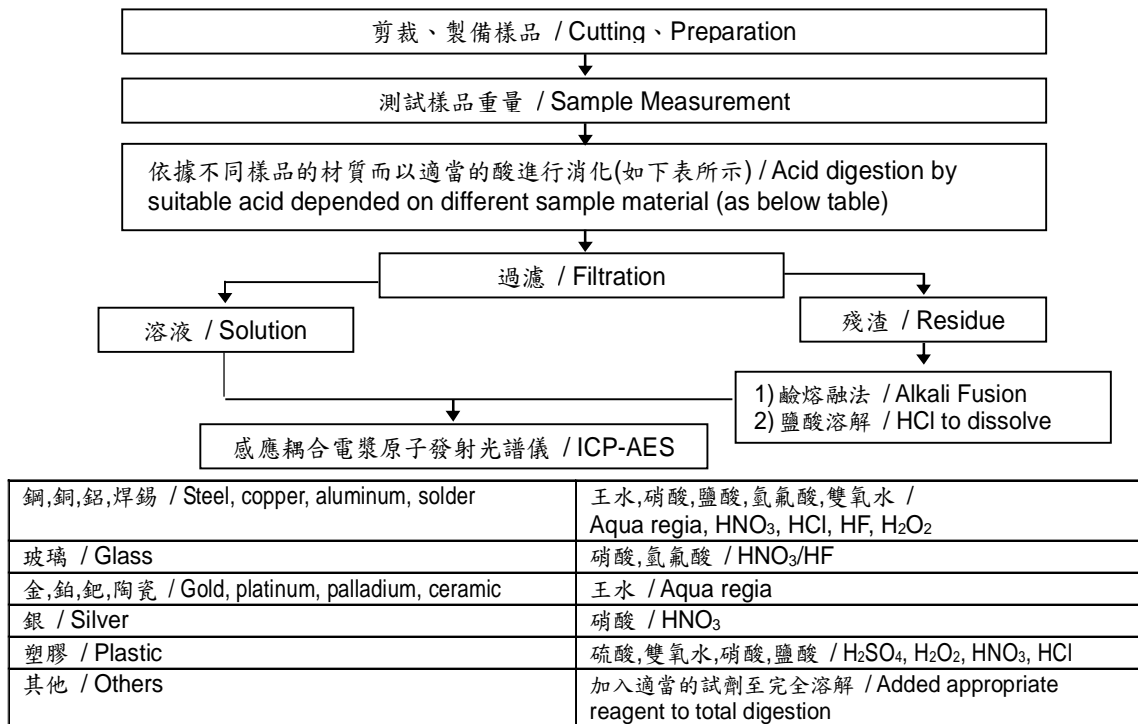 剪裁、製備樣品 / Cutting、Preparation
測試樣品重量 / Sample Measurement
依據不同樣品的材質而以適當的酸進行消化(如下表所示) / Acid digestion by
suitable acid depended on different sample material (as below table)
過濾 / Filtration
溶液 / Solution
殘渣 / Residue
1) 鹼熔融法 / Alkali Fusion
2) 鹽酸溶解 / HCl to dissolve
感應耦合電漿原子發射光譜儀 / ICP-AES
鋼,銅,鋁,焊錫 / Steel, copper, aluminum, solder
王水,硝酸,鹽酸,氫氟酸,雙氧水 /
Aqua regia, HNO₃, HCl, HF, H₂O₂
玻璃 / Glass
硝酸,氫氟酸 / HNO₃/HF
金,鉑,鈀,陶瓷 / Gold, platinum, palladium, ceramic
王水 / Aqua regia
銀 / Silver
硝酸 / HNO₃
塑膠 / Plastic
硫酸,雙氧水,硝酸,鹽酸 / H₂SO₄, H₂O₂, HNO₃, HCl
其他 / Others
加入適當的試劑至完全溶解 / Added appropriate
reagent to total digestion